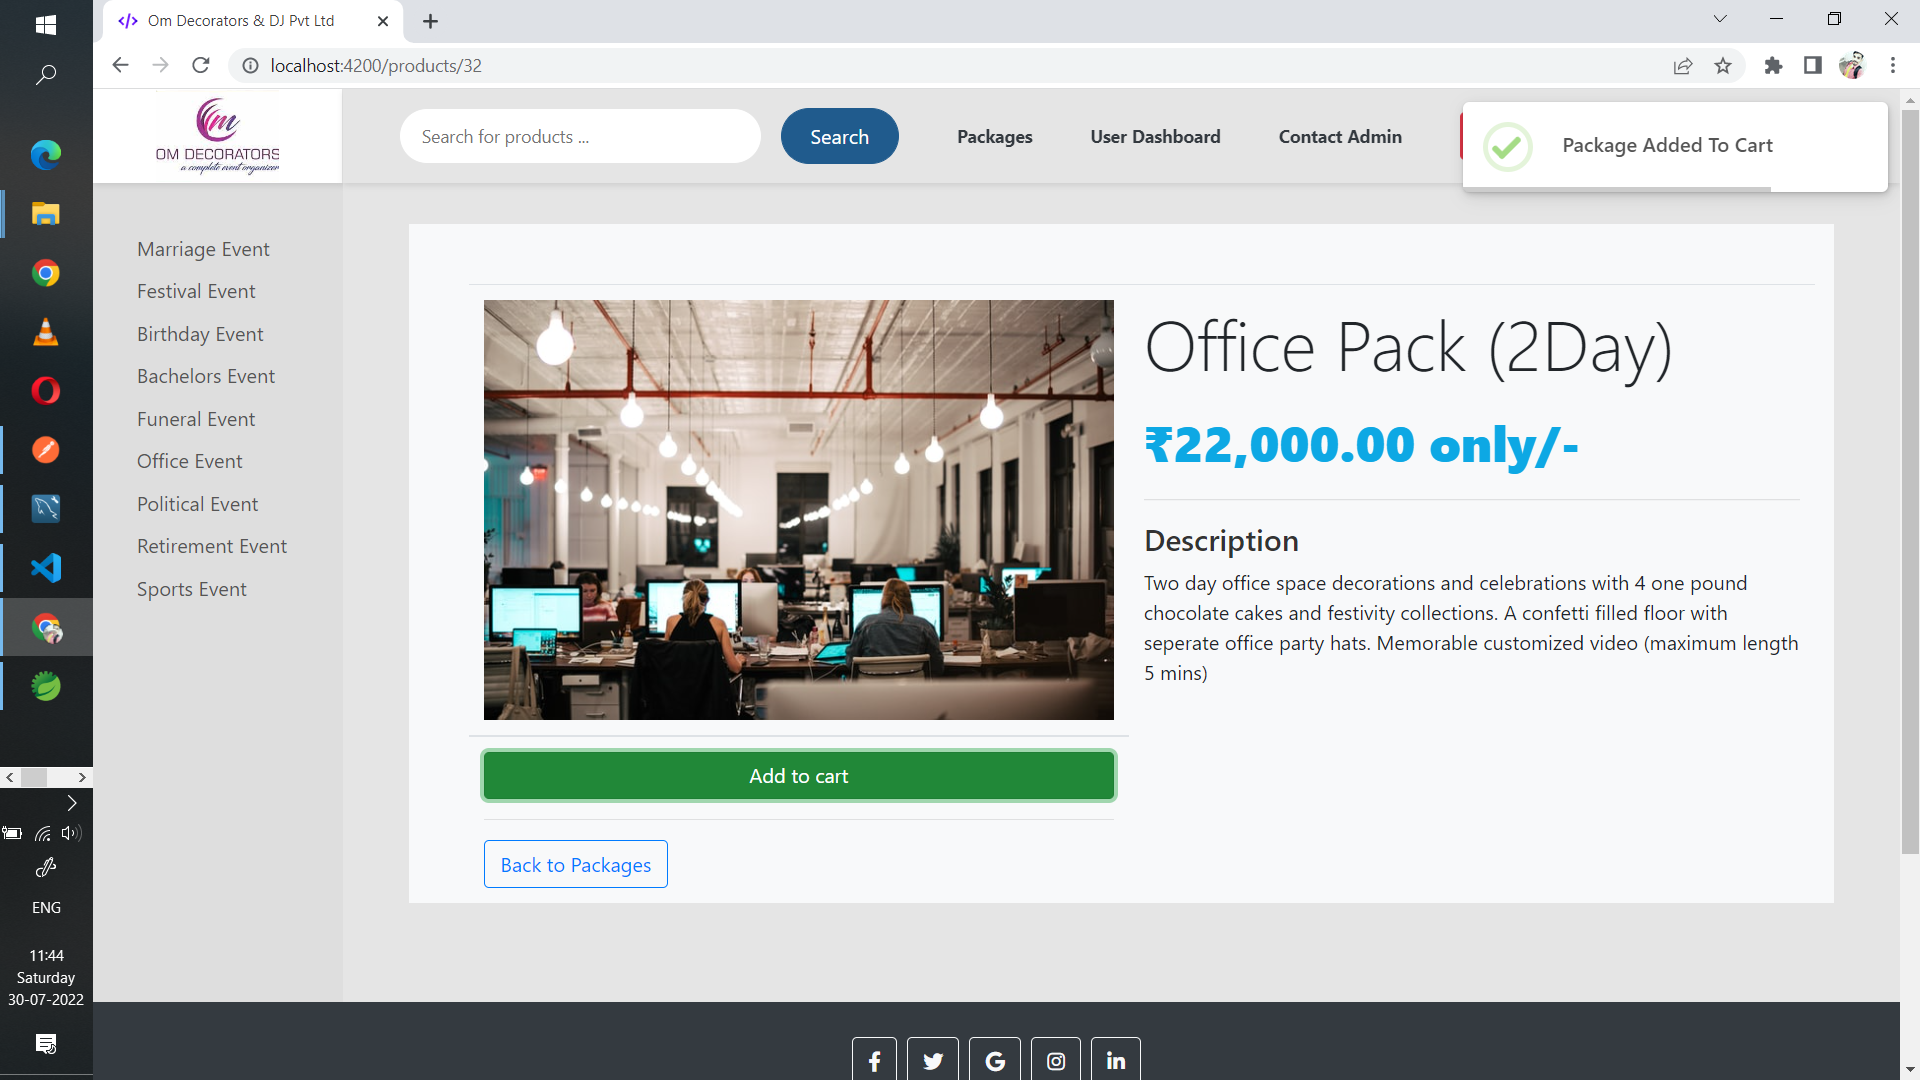 Om Decorators & DJ Pvt Ltd
localhost:4200/products/32
OM DECORATORS
a complete event organizer
Search for products ...
Search
Packages
User Dashboard
Contact Admin
Package Added To Cart
Marriage Event
Festival Event
Birthday Event
Bachelors Event
Funeral Event
Office Event
Political Event
Retirement Event
Sports Event
Office Pack (2Day)
₹22,000.00 only/-
Description
Two day office space decorations and celebrations with 4 one pound
chocolate cakes and festivity collections. A confetti filled floor with
seperate office party hats. Memorable customized video (maximum length
5 mins)
Add to cart
Back to Packages
ENG
11:44
Saturday
30-07-2022